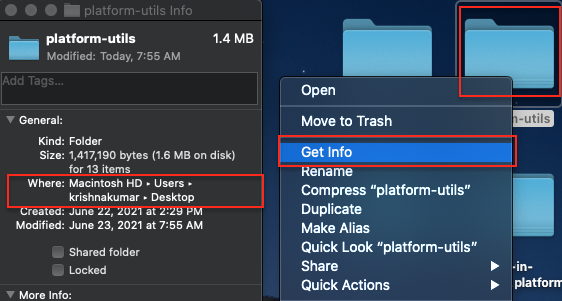 platform-utils Info
platform-utils 1.4 MB
Modified: Today, 7:55 AM
Add Tags...
General:
Kind: Folder
Size: 1,417,190 bytes (1.6 MB on disk)
for 13 items
Where: Macintosh HD ▸ Users ▸
krishnakumar ▸ Desktop
Created: June 22, 2021 at 2:29 PM
Modified: June 23, 2021 at 7:55 AM
Shared folder
Locked
More Info:
-utils
Open
Move to Trash
Get Info
Rename
Compress “platform-utils”
Duplicate
Make Alias
Quick Look “platform-utils”
Share
Quick Actions
-in-
platform